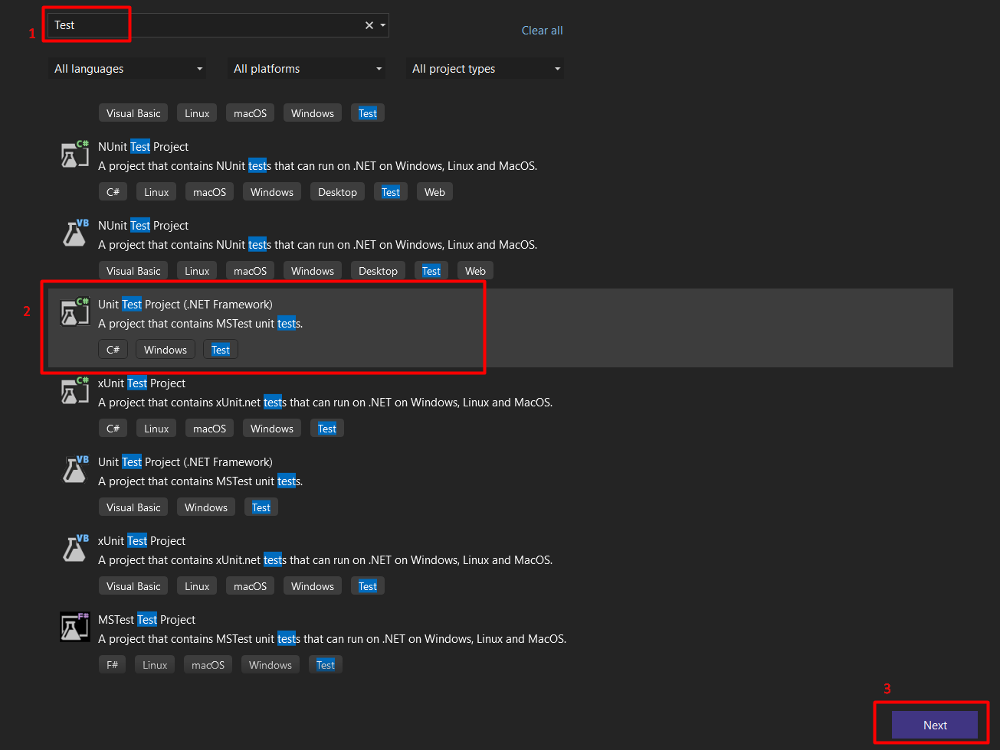 1
Test
Clear all
All languages
All platforms
All project types
Visual Basic Linux macOS Windows Test
C#
NUnit Test Project
A project that contains NUnit tests that can run on .NET on Windows, Linux and MacOS.
C# Linux macOS Windows Desktop Test Web
VB
NUnit Test Project
A project that contains NUnit tests that can run on .NET on Windows, Linux and MacOS.
Visual Basic Linux macOS Windows Desktop Test Web
2
C#
Unit Test Project (.NET Framework)
A project that contains MSTest unit tests.
C# Windows Test
C#
xUnit Test Project
A project that contains xUnit.net tests that can run on .NET on Windows, Linux and MacOS.
C# Linux macOS Windows Test
VB
Unit Test Project (.NET Framework)
A project that contains MSTest unit tests.
Visual Basic Windows Test
VB
xUnit Test Project
A project that contains xUnit.net tests that can run on .NET on Windows, Linux and MacOS.
Visual Basic Linux macOS Windows Test
F#
MSTest Test Project
A project that contains MSTest unit tests that can run on .NET on Windows, Linux and MacOS.
F# Linux macOS Windows Test
3
Next